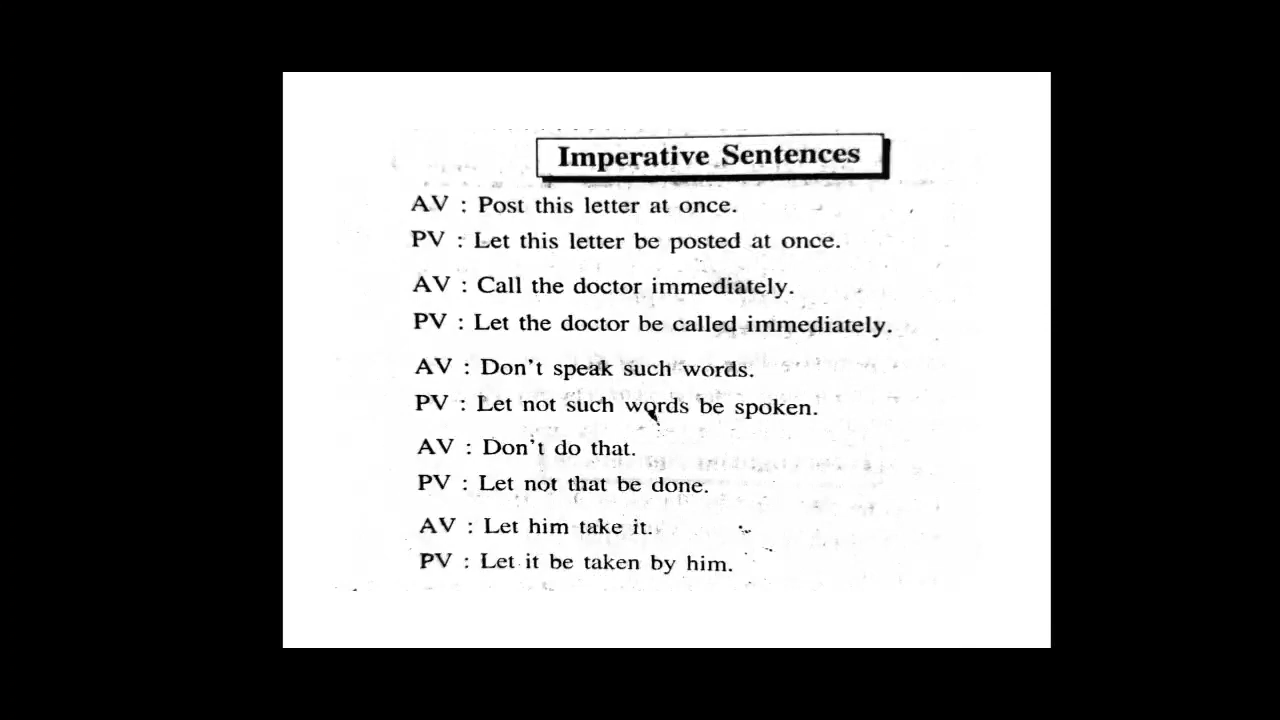 Imperative Sentences
AV : Post this letter at once.
PV : Let this letter be posted at once.
AV : Call the doctor immediately.
PV : Let the doctor be called immediately.
AV : Don't speak such words.
PV : Let not such words be spoken.
AV : Don't do that.
PV : Let not that be done.
AV : Let him take it.
PV : Let it be taken by him.